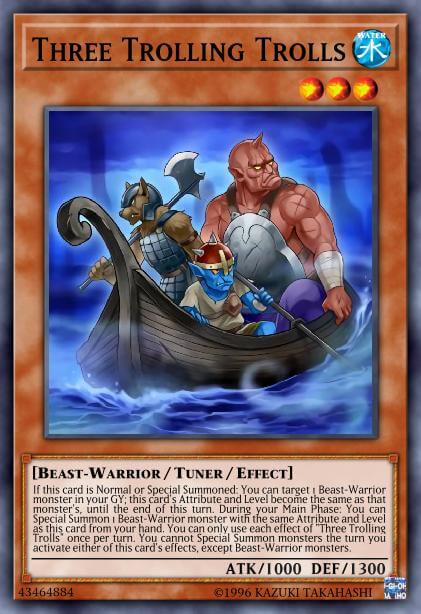 THREE TROLLING TROLLS
WATER
水
[BEAST-WARRIOR / TUNER / EFFECT]
If this card is Normal or Special Summoned: You can target 1 Beast-Warrior
monster in your GY; this card's Attribute and Level become the same as that
monster's, until the end of this turn. During your Main Phase: You can
Special Summon 1 Beast-Warrior monster with the same Attribute and Level
as this card from your hand. You can only use each effect of "Three Trolling
Trolls" once per turn. You cannot Special Summon monsters the turn you
activate either of this card's effects, except Beast-Warrior monsters.
ATK/1000 DEF/1300
43464884
©1996 KAZUKI TAKAHASHI